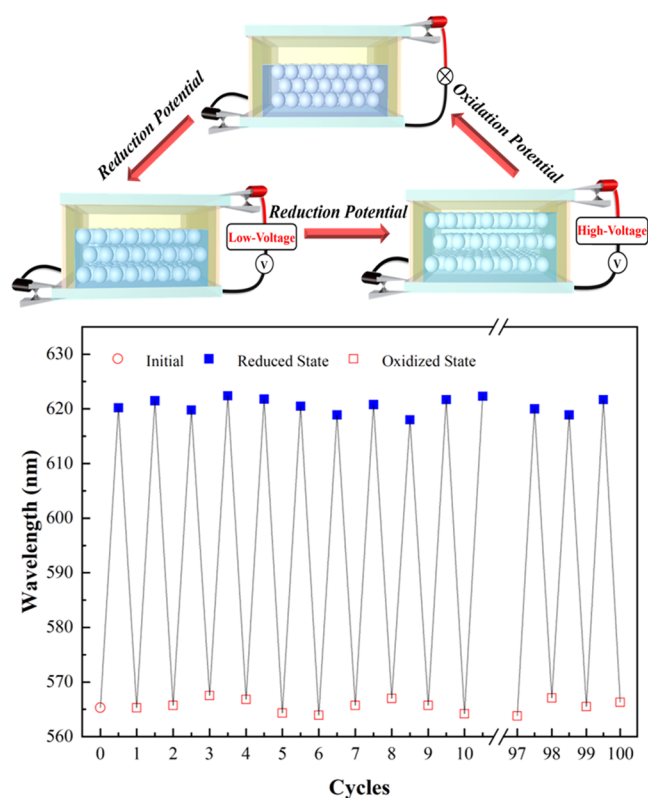 Reduction Potential
Oxidation Potential
Reduction Potential
Low-Voltage
V
High-Voltage
V
630
620
610
600
590
580
570
560
Wavelength (nm)
Initial Reduced State Oxidized State
0 1 2 3 4 5 6 7 8 9 10 97 98 99 100
Cycles